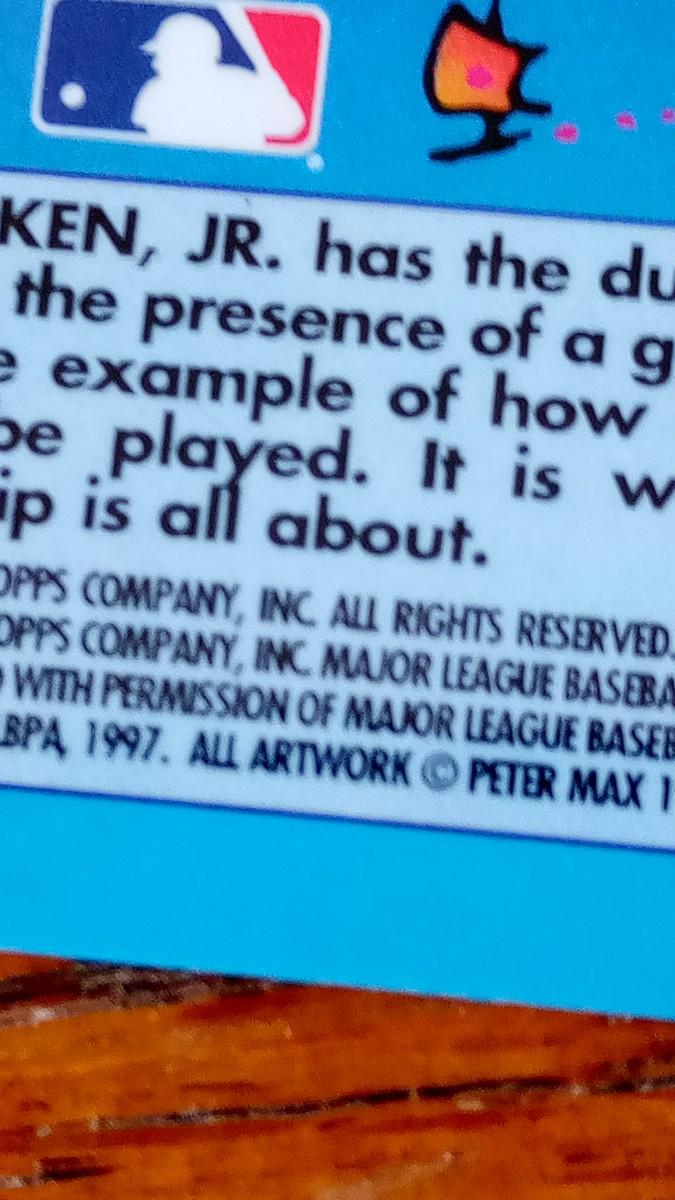 KEN, JR. has the du
the presence of a g
e example of how
be played. It is w
ip is all about.
OPPS COMPANY, INC. ALL RIGHTS RESERVED.
OPPS COMPANY, INC. MAJOR LEAGUE BASEBA
D WITH PERMISSION OF MAJOR LEAGUE BASEB
LBPA, 1997. ALL ARTWORK © PETER MAX 1